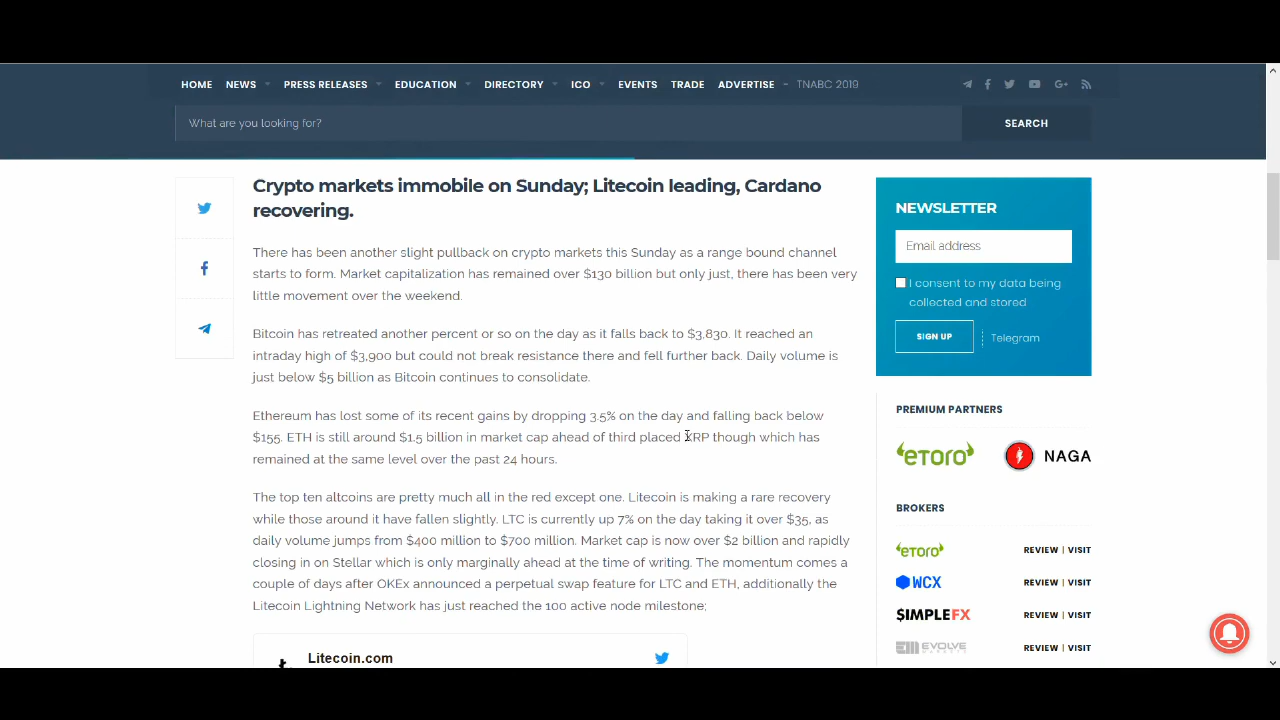 HOME NEWS PRESS RELEASES EDUCATION DIRECTORY ICO EVENTS TRADE ADVERTISE TNABC 2019
What are you looking for?
SEARCH
Crypto markets immobile on Sunday; Litecoin leading, Cardano
recovering.
There has been another slight pullback on crypto markets this Sunday as a range bound channel
starts to form. Market capitalization has remained over $130 billion but only just, there has been very
little movement over the weekend.
Bitcoin has retreated another percent or so on the day as it falls back to $3,830. It reached an
intraday high of $3,900 but could not break resistance there and fell further back. Daily volume is
just below $5 billion as Bitcoin continues to consolidate.
Ethereum has lost some of its recent gains by dropping 3.5% on the day and falling back below
$155. ETH is still around $1.5 billion in market cap ahead of third placed XRP though which has
remained at the same level over the past 24 hours.
The top ten altcoins are pretty much all in the red except one. Litecoin is making a rare recovery
while those around it have fallen slightly. LTC is currently up 7% on the day taking it over $35, as
daily volume jumps from $400 million to $700 million. Market cap is now over $2 billion and rapidly
closing in on Stellar which is only marginally ahead at the time of writing. The momentum comes a
couple of days after OKEx announced a perpetual swap feature for LTC and ETH, additionally the
Litecoin Lightning Network has just reached the 100 active node milestone;
Litecoin.com
NEWSLETTER
Email address
I consent to my data being
collected and stored
SIGN UP
Telegram
PREMIUM PARTNERS
eToro
NAGA
BROKERS
eToro REVIEW | VISIT
WCX REVIEW | VISIT
$IMPLEFX REVIEW | VISIT
EVOLVE MARKETS REVIEW | VISIT